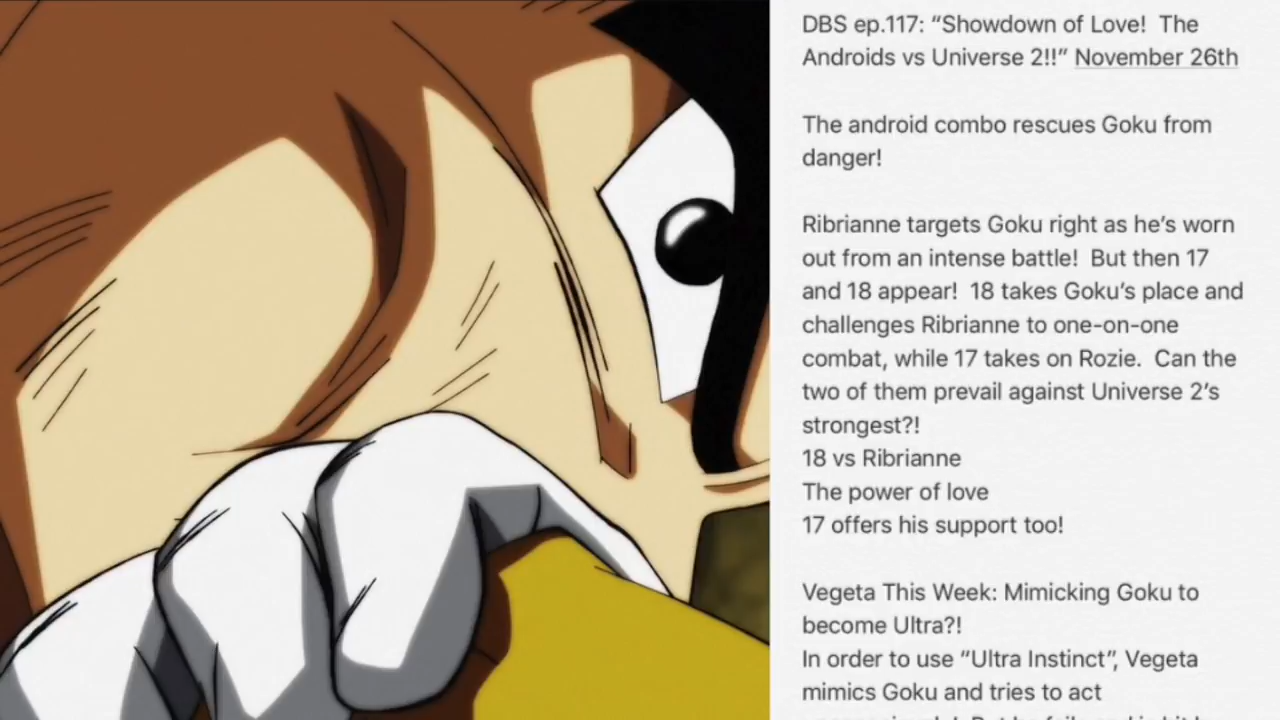 DBS ep.117: “Showdown of Love!  The
Androids vs Universe 2!!” November 26th
The android combo rescues Goku from
danger!
Ribrianne targets Goku right as he’s worn
out from an intense battle!  But then 17
and 18 appear!  18 takes Goku’s place and
challenges Ribrianne to one-on-one
combat, while 17 takes on Rozie.  Can the
two of them prevail against Universe 2’s
strongest?!
18 vs Ribrianne
The power of love
17 offers his support too!
Vegeta This Week: Mimicking Goku to
become Ultra?!
In order to use “Ultra Instinct”, Vegeta
mimics Goku and tries to act